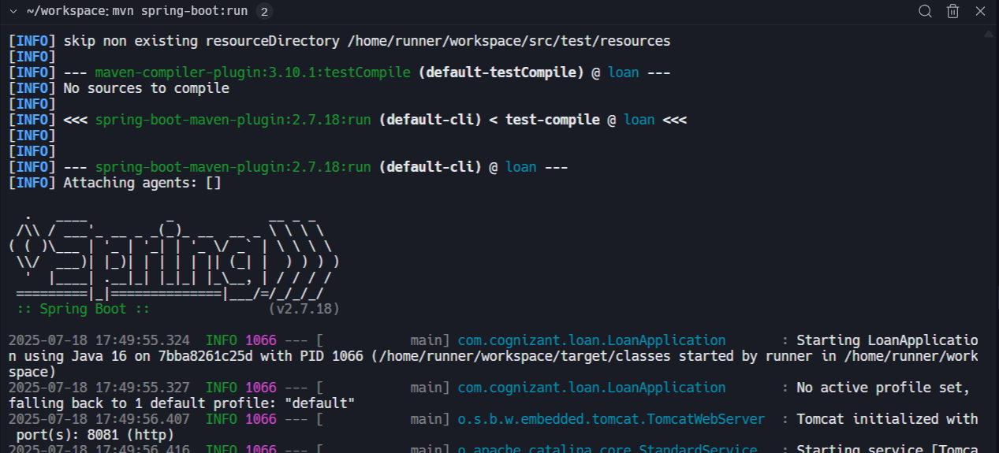 ~/workspace: mvn spring-boot:run 2
[INFO] skip non existing resourceDirectory /home/runner/workspace/src/test/resources
[INFO]
[INFO] --- maven-compiler-plugin:3.10.1:testCompile (default-testCompile) @ loan ---
[INFO] No sources to compile
[INFO]
[INFO] <<< spring-boot-maven-plugin:2.7.18:run (default-cli) < test-compile @ loan <<<
[INFO]
[INFO]
[INFO] --- spring-boot-maven-plugin:2.7.18:run (default-cli) @ loan ---
[INFO] Attaching agents: []
  .   ____          _            __ _ _
 /\\ / ___'_ __ _ _(_)_ __  __ _ \ \ \ \
( ( )\___ | '_ | '_| | '_ \/ _` | \ \ \ \
 \\/  ___)| |_)| | | | | || (_| |  ) ) ) )
  '  |____| .__|_| |_|_| |_\__, | / / / /
 =========|_|==============|___/=/_/_/_/
 :: Spring Boot ::               (v2.7.18)
2025-07-18 17:49:55.324  INFO 1066 --- [           main] com.cognizant.loan.LoanApplication       : Starting LoanApplicatio
n using Java 16 on 7bba8261c25d with PID 1066 (/home/runner/workspace/target/classes started by runner in /home/runner/work
space)
2025-07-18 17:49:55.327  INFO 1066 --- [           main] com.cognizant.loan.LoanApplication       : No active profile set,
falling back to 1 default profile: "default"
2025-07-18 17:49:56.407  INFO 1066 --- [           main] o.s.b.w.embedded.tomcat.TomcatWebServer  : Tomcat initialized with
 port(s): 8081 (http)
2025-07-18 17:49:56.416  INFO 1066 --- [           main] o.apache.catalina.core.StandardService   : Starting service [Tomca